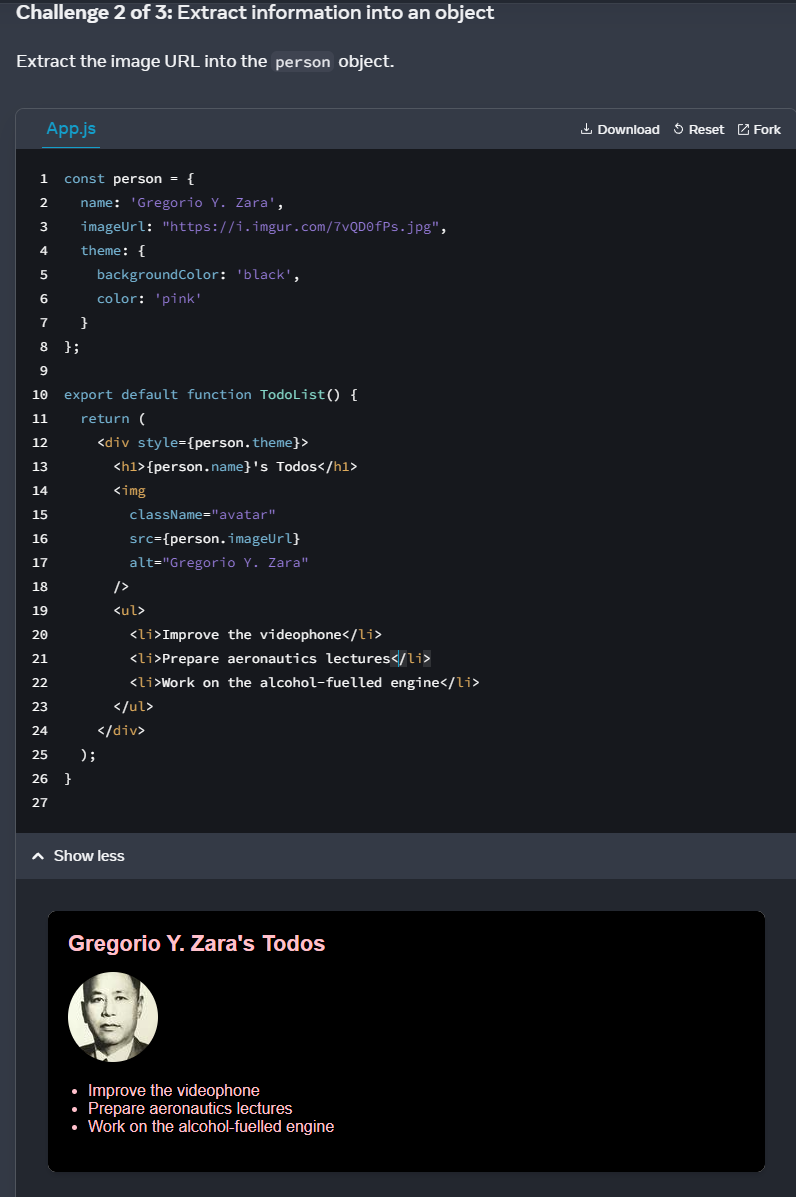 Challenge 2 of 3: Extract information into an object
Extract the image URL into the person object.
App.js
Download Reset Fork
1 const person = {
2   name: 'Gregorio Y. Zara',
3   imageUrl: "https://i.imgur.com/7vQD0fPs.jpg",
4   theme: {
5     backgroundColor: 'black',
6     color: 'pink'
7   }
8 };
9
10 export default function TodoList() {
11   return (
12     <div style={person.theme}>
13       <h1>{person.name}'s Todos</h1>
14       <img
15         className="avatar"
16         src={person.imageUrl}
17         alt="Gregorio Y. Zara"
18       />
19       <ul>
20         <li>Improve the videophone</li>
21         <li>Prepare aeronautics lectures</li>
22         <li>Work on the alcohol-fuelled engine</li>
23       </ul>
24     </div>
25   );
26 }
27
Show less
Gregorio Y. Zara's Todos
• Improve the videophone
• Prepare aeronautics lectures
• Work on the alcohol-fuelled engine